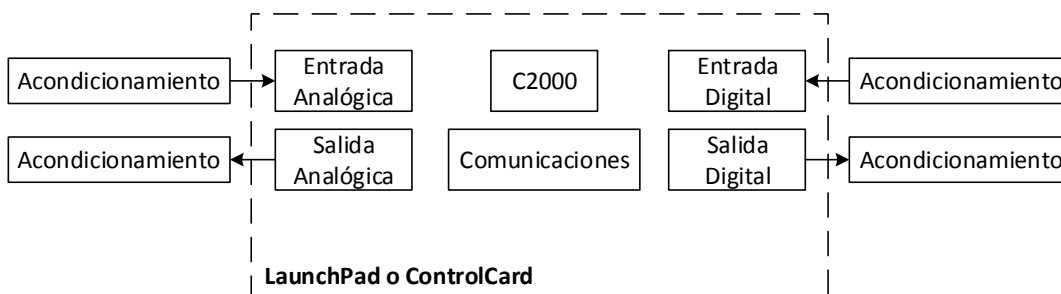 Acondicionamiento
Entrada
Analógica
C2000
Entrada
Digital
Acondicionamiento
Acondicionamiento
Salida
Analógica
Comunicaciones
Salida
Digital
Acondicionamiento
LaunchPad o ControlCard